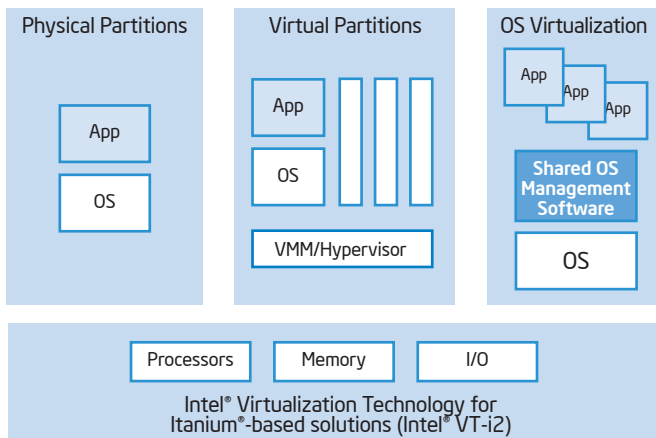 Physical Partitions
App
OS
Virtual Partitions
App
OS
VMM/Hypervisor
OS Virtualization
App
App
App
Shared OS
Management
Software
OS
Processors
Memory
I/O
Intel® Virtualization Technology for
Itanium®-based solutions (Intel® VT-i2)